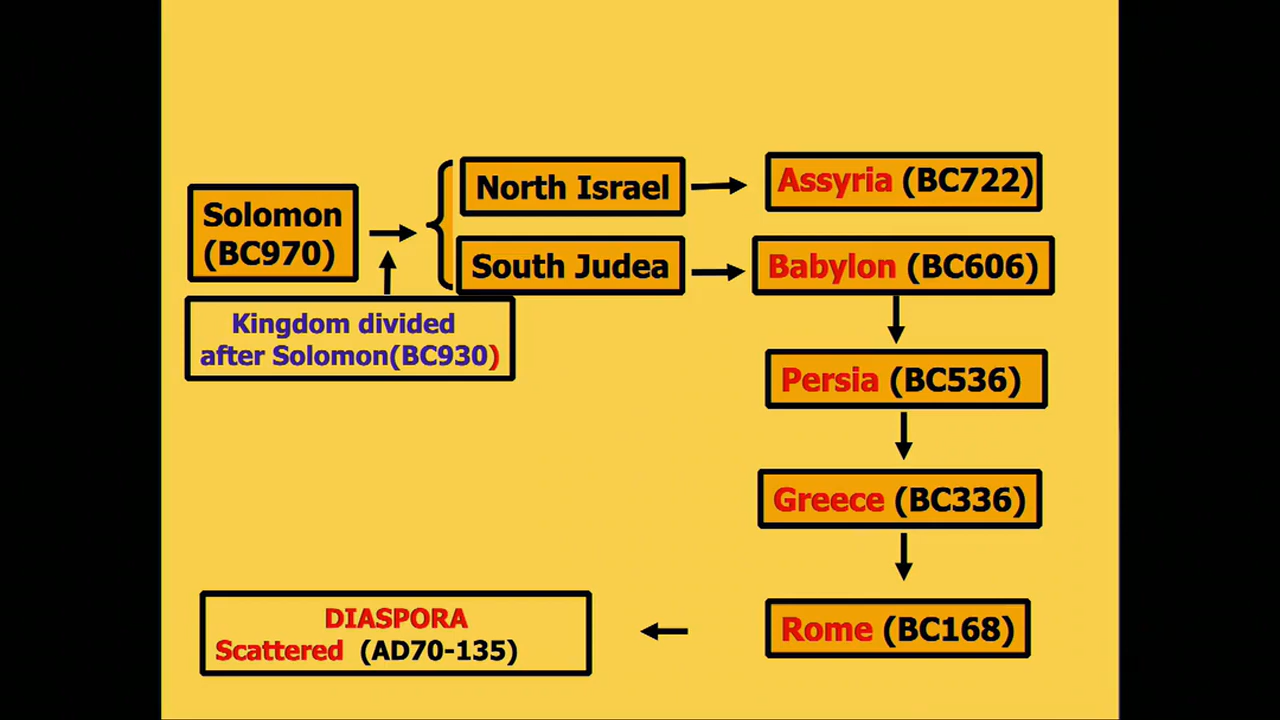 Solomon
(BC970)
North Israel
Assyria (BC722)
South Judea
Babylon (BC606)
Kingdom divided
after Solomon(BC930)
Persia (BC536)
Greece (BC336)
Rome (BC168)
DIASPORA
Scattered (AD70-135)